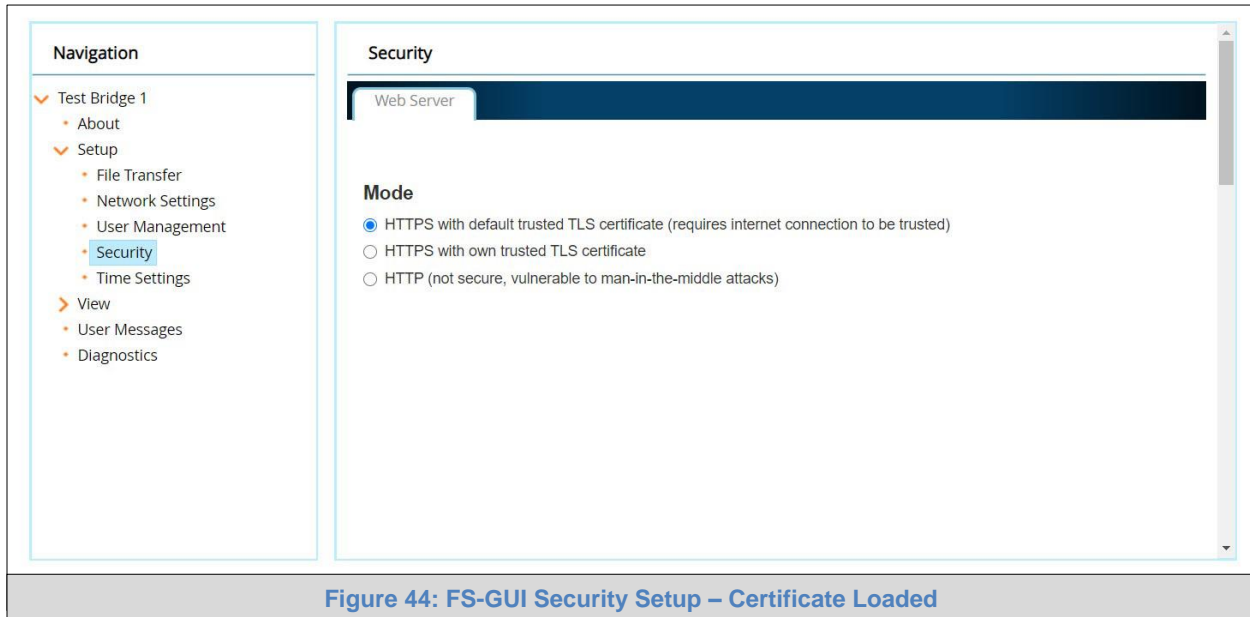 Navigation
Test Bridge 1
About
Setup
File Transfer
Network Settings
User Management
Security
Time Settings
View
User Messages
Diagnostics
Security
Web Server
Mode
HTTPS with default trusted TLS certificate (requires internet connection to be trusted)
HTTPS with own trusted TLS certificate
HTTP (not secure, vulnerable to man-in-the-middle attacks)
Figure 44: FS-GUI Security Setup – Certificate Loaded